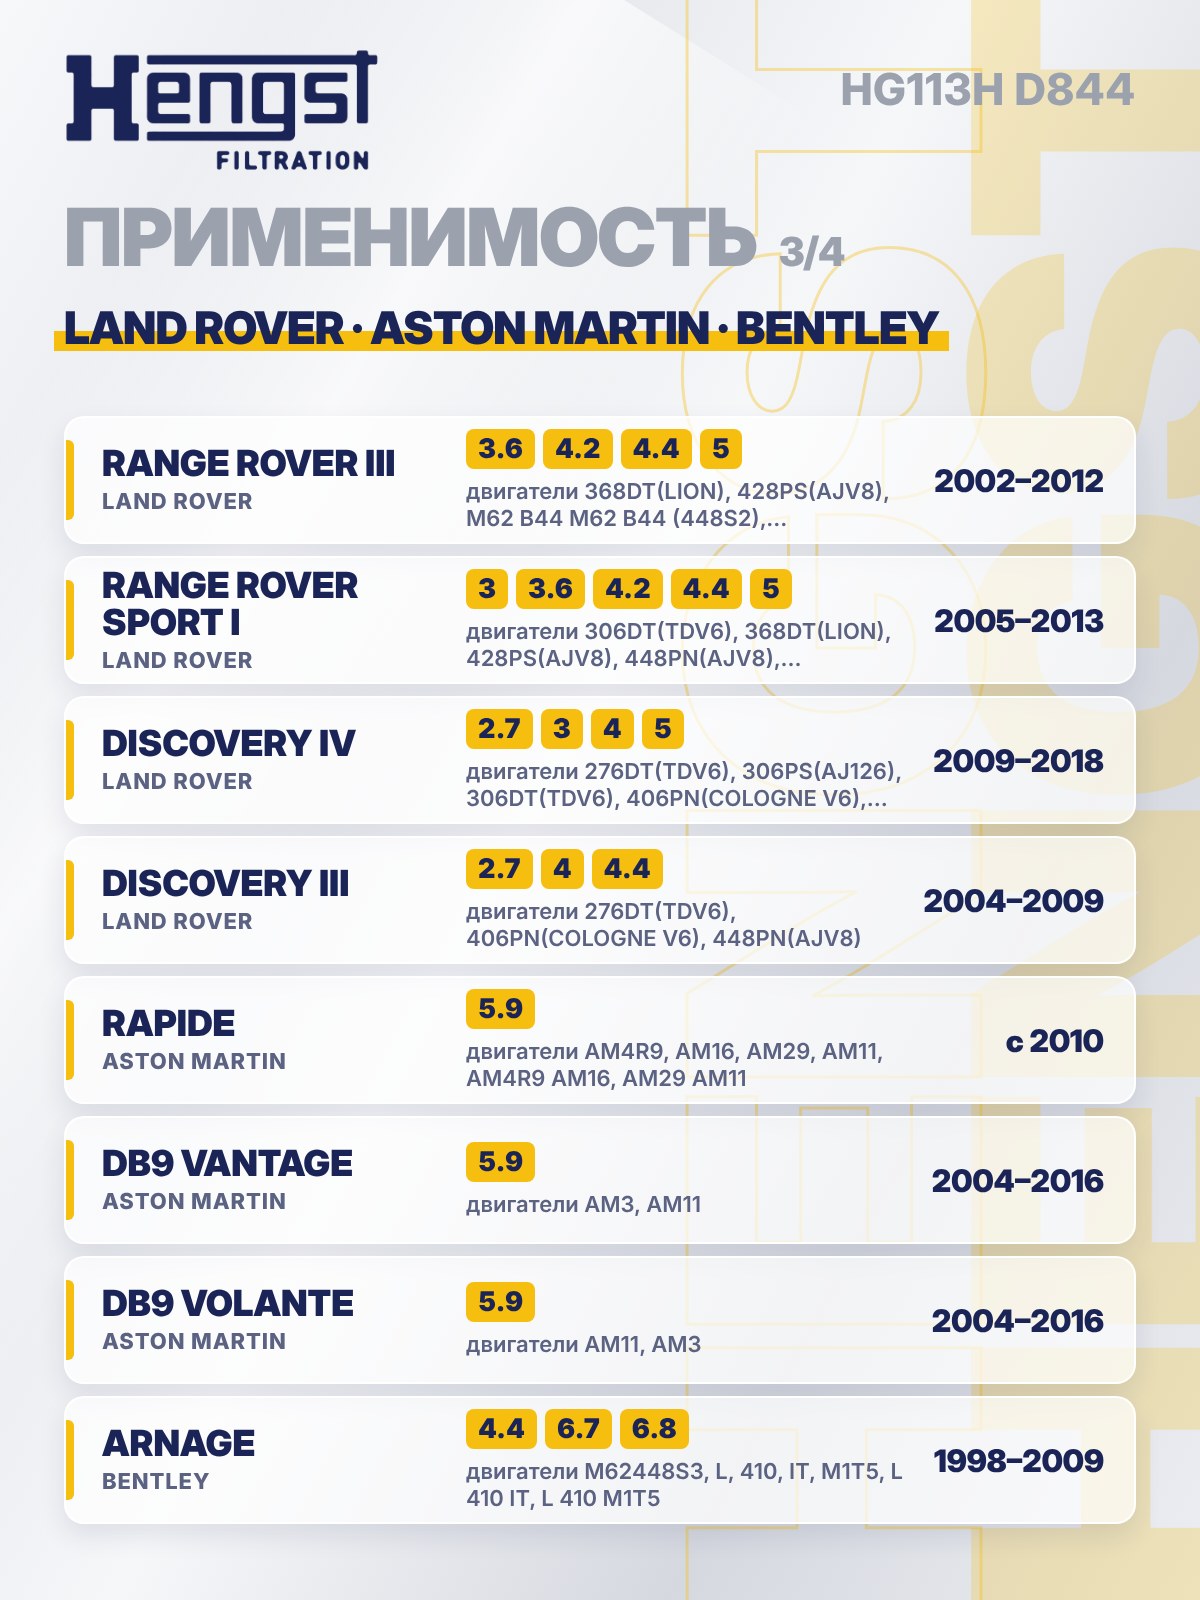 Hengst
FILTRATION
HG113H D844
ПРИМЕНИМОСТЬ 3/4
LAND ROVER · ASTON MARTIN · BENTLEY
RANGE ROVER III
LAND ROVER
3.6 4.2 4.4 5
двигатели 368DT(LION), 428PS(AJV8),
M62 B44 M62 B44 (448S2),...
2002–2012
RANGE ROVER
SPORT I
LAND ROVER
3 3.6 4.2 4.4 5
двигатели 306DT(TDV6), 368DT(LION),
428PS(AJV8), 448PN(AJV8),...
2005–2013
DISCOVERY IV
LAND ROVER
2.7 3 4 5
двигатели 276DT(TDV6), 306PS(AJ126),
306DT(TDV6), 406PN(COLOGNE V6),...
2009–2018
DISCOVERY III
LAND ROVER
2.7 4 4.4
двигатели 276DT(TDV6),
406PN(COLOGNE V6), 448PN(AJV8)
2004–2009
RAPIDE
ASTON MARTIN
5.9
двигатели AM4R9, AM16, AM29, AM11,
AM4R9 AM16, AM29 AM11
с 2010
DB9 VANTAGE
ASTON MARTIN
5.9
двигатели AM3, AM11
2004–2016
DB9 VOLANTE
ASTON MARTIN
5.9
двигатели AM11, AM3
2004–2016
ARNAGE
BENTLEY
4.4 6.7 6.8
двигатели M62448S3, L, 410, IT, M1T5, L
410 IT, L 410 M1T5
1998–2009
HENGST
HENGST